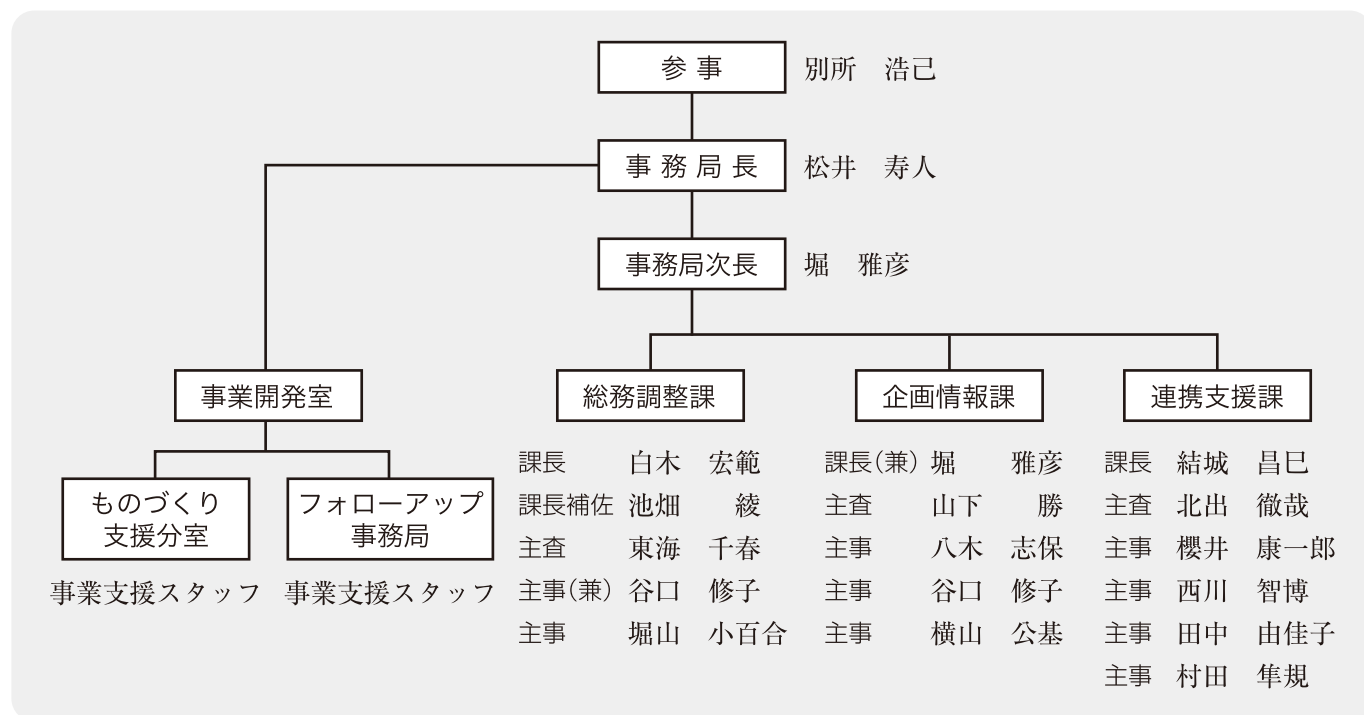 参事 別所 浩己
事務局長 松井 寿人
事務局次長 堀 雅彦
事業開発室
ものづくり
支援分室
事業支援スタッフ
フォローアップ
事務局
事業支援スタッフ
総務調整課
課長 白木 宏範
課長補佐 池畑 綾
主査 東海 千春
主事(兼) 谷口 修子
主事 堀山 小百合
企画情報課
課長(兼) 堀 雅彦
主査 山下 勝
主事 八木 志保
主事 谷口 修子
主事 横山 公基
連携支援課
課長 結城 昌巳
主査 北出 徹哉
主事 櫻井 康一郎
主事 西川 智博
主事 田中 由佳子
主事 村田 隼規